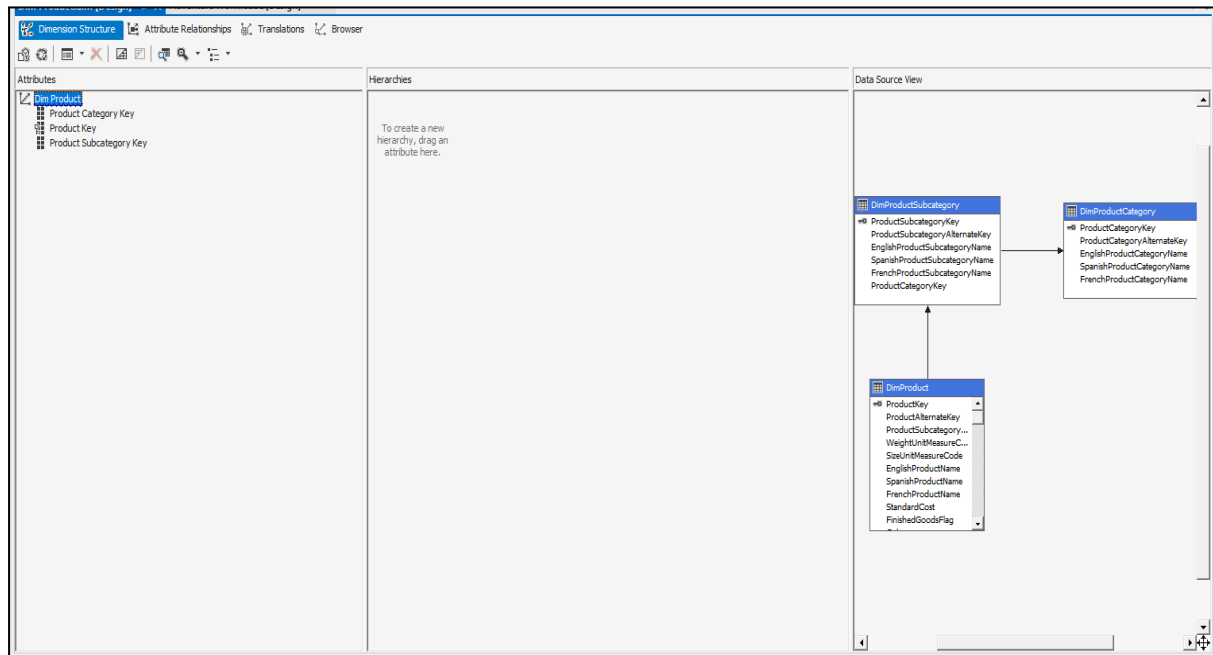 Dimension Structure Attribute Relationships Translations Browser
Attributes
Dim Product
Product Category Key
Product Key
Product Subcategory Key
Hierarchies
To create a new
hierarchy, drag an
attribute here.
Data Source View
DimProductSubcategory
ProductSubcategoryKey
ProductSubcategoryAlternateKey
EnglishProductSubcategoryName
SpanishProductSubcategoryName
FrenchProductSubcategoryName
ProductCategoryKey
DimProductCategory
ProductCategoryKey
ProductCategoryAlternateKey
EnglishProductCategoryName
SpanishProductCategoryName
FrenchProductCategoryName
DimProduct
ProductKey
ProductAlternateKey
ProductSubcategory...
WeightUnitMeasureC...
SizeUnitMeasureCode
EnglishProductName
SpanishProductName
FrenchProductName
StandardCost
FinishedGoodsFlag